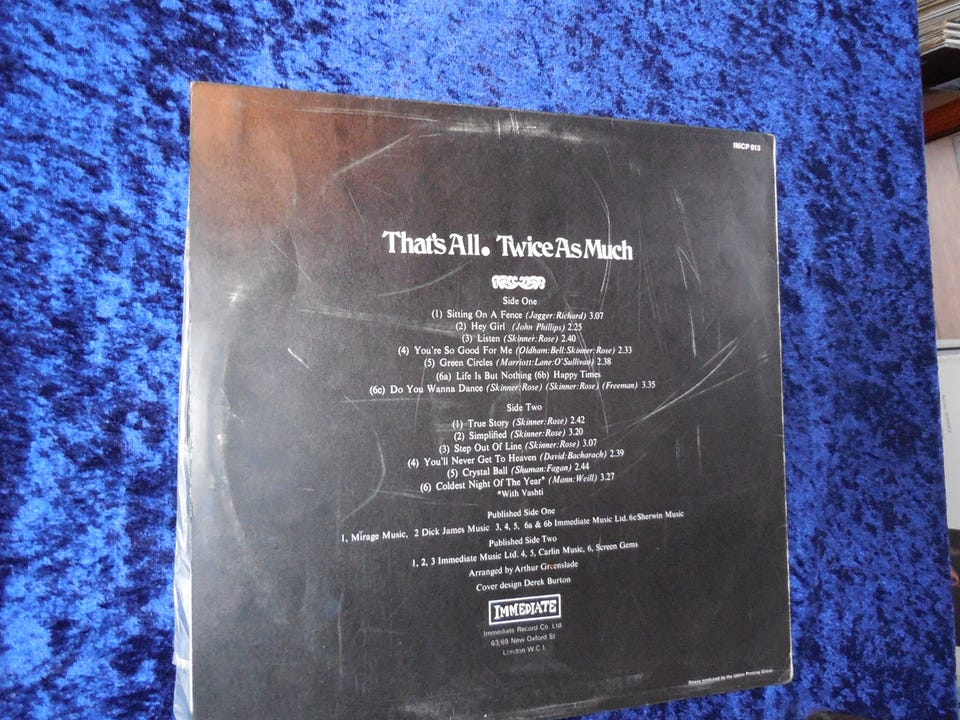 IMCP 013
That's All. Twice As Much
Side One
(1) Sitting On A Fence (Jagger:Richard) 3.07
(2) Hey Girl (John Phillips) 2.25
(3) Listen (Skinner:Rose) 2.40
(4) You're So Good For Me (Oldham:Bell:Skinner:Rose) 2.33
(5) Green Circles (Marriott:Lane:O'Sullivan) 2.38
(6a) Life Is But Nothing (6b) Happy Times
(6c) Do You Wanna Dance (Skinner:Rose) (Skinner:Rose) (Freeman) 3.35
Side Two
(1) True Story (Skinner:Rose) 2.42
(2) Simplified (Skinner:Rose) 3.20
(3) Step Out Of Line (Skinner:Rose) 3.07
(4) You'll Never Get To Heaven (David:Bacharach) 2.39
(5) Crystal Ball (Shuman:Fagan) 2.44
(6) Coldest Night Of The Year* (Mann:Weill) 3.27
*With Vashti
Published Side One
1, Mirage Music, 2 Dick James Music 3, 4, 5, 6a & 6b Immediate Music Ltd. 6c Sherwin Music
Published Side Two
1, 2, 3 Immediate Music Ltd. 4, 5, Carlin Music, 6, Screen Gems
Arranged by Arthur Greenslade
Cover design Derek Burton
IMMEDIATE
Immediate Record Co. Ltd.
63/69 New Oxford St
London W.C.1
Sleeve produced by the